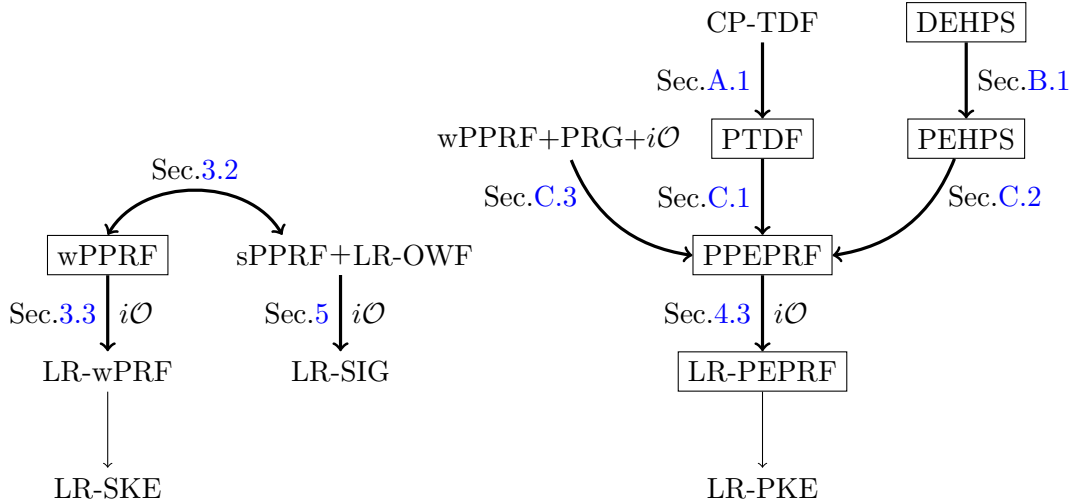 CP-TDF DEHPS
Sec.A.1 Sec.B.1
wPPRF+PRG+i𝒪 PTDF PEHPS
Sec.3.2 Sec.C.3 Sec.C.1 Sec.C.2
wPPRF sPPRF+LR-OWF PPEPRF
Sec.3.3 i𝒪 Sec.5 i𝒪 Sec.4.3 i𝒪
LR-wPRF LR-SIG LR-PEPRF
LR-SKE LR-PKE